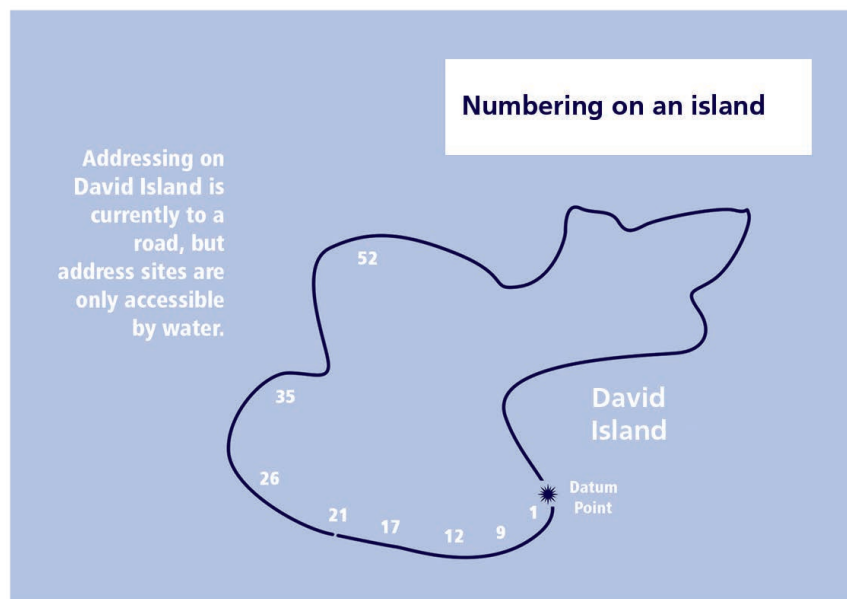 Numbering on an island
Addressing on
David Island is
currently to a
road, but
address sites are
only accessible
by water.
52
35
David
Island
26
Datum
Point
21
17
12
9
1